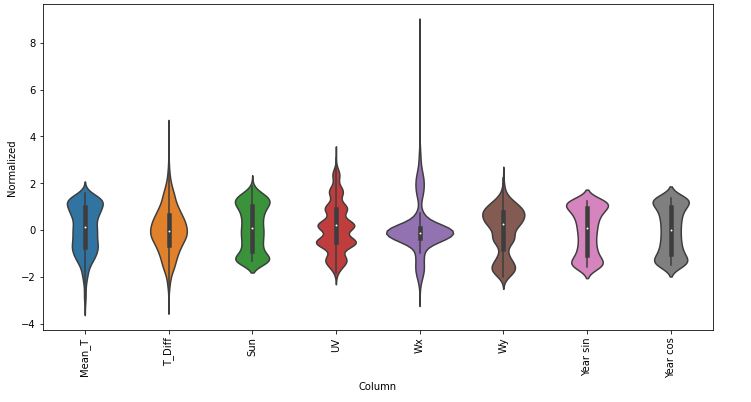 Normalized
8
6
4
2
0
−2
−4
Mean_T
T_Diff
Sun
UV
Wx
Wy
Year sin
Year cos
Column